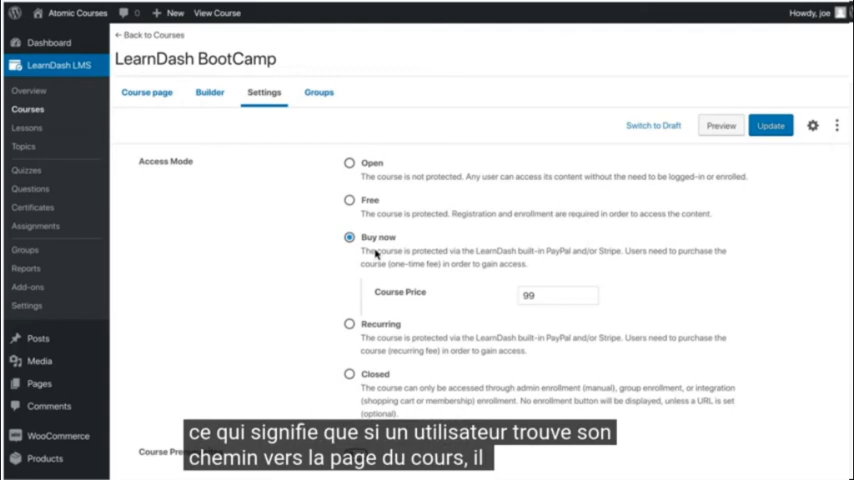 Atomic Courses 0 New View Course Howdy, joe
Dashboard
LearnDash LMS
Overview
Courses
Lessons
Topics
Quizzes
Questions
Certificates
Assignments
Groups
Reports
Add-ons
Settings
Posts
Media
Pages
Comments
WooCommerce
Products
← Back to Courses
LearnDash BootCamp
Course page Builder Settings Groups
Switch to Draft Preview Update
Access Mode
Open
The course is not protected. Any user can access its content without the need to be logged-in or enrolled.
Free
The course is protected. Registration and enrollment are required in order to access the content.
Buy now
The course is protected via the LearnDash built-in PayPal and/or Stripe. Users need to purchase the
course (one-time fee) in order to gain access.
Course Price 99
Recurring
The course is protected via the LearnDash built-in PayPal and/or Stripe. Users need to purchase the
course (recurring fee) in order to gain access.
Closed
The course can only be accessed through admin enrollment (manual), group enrollment, or integration
(shopping cart or membership) enrollment. No enrollment button will be displayed, unless a URL is set
(optional).
ce qui signifie que si un utilisateur trouve son
chemin vers la page du cours, il
Course